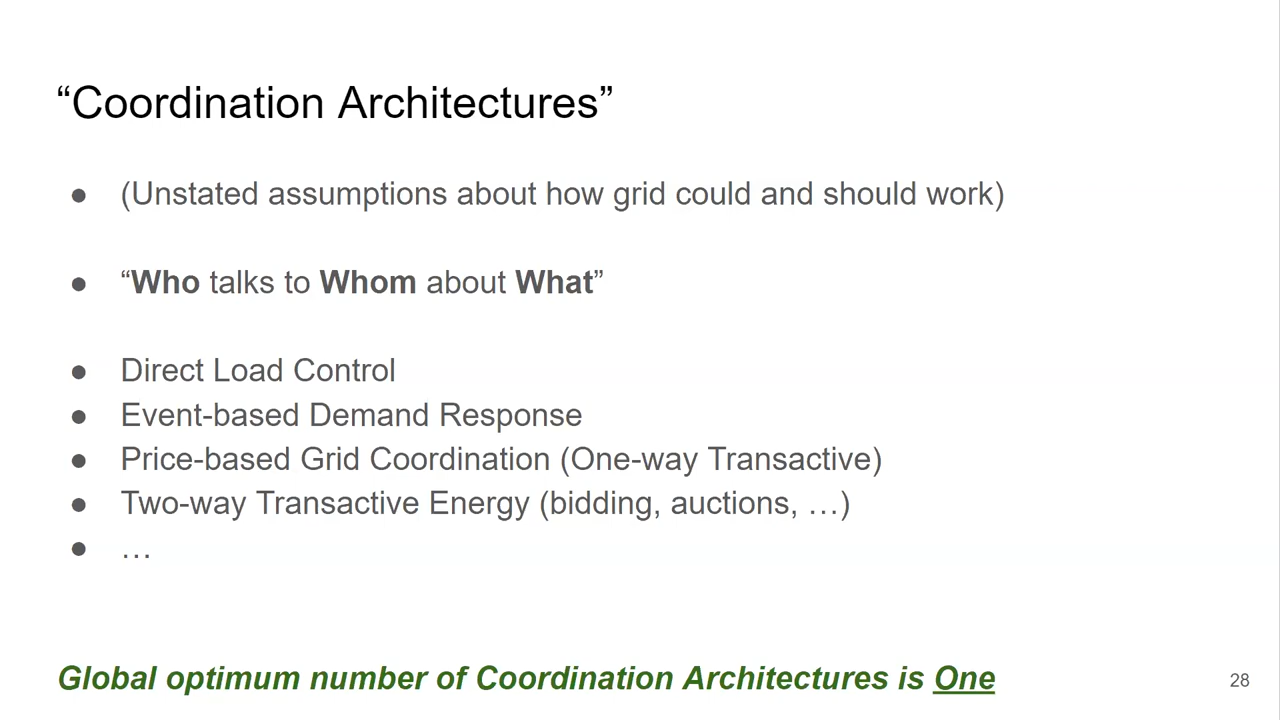 “Coordination Architectures”
● (Unstated assumptions about how grid could and should work)
● “Who talks to Whom about What”
● Direct Load Control
● Event-based Demand Response
● Price-based Grid Coordination (One-way Transactive)
● Two-way Transactive Energy (bidding, auctions, …)
● …
Global optimum number of Coordination Architectures is One
28